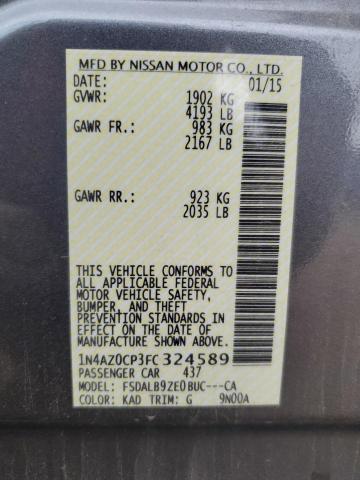 MFD BY NISSAN MOTOR CO., LTD.
DATE: 01/15
GVWR: 1902 KG
4193 LB
GAWR FR: 983 KG
2167 LB
GAWR RR: 923 KG
2035 LB
THIS VEHICLE CONFORMS TO
ALL APPLICABLE FEDERAL
MOTOR VEHICLE SAFETY,
BUMPER, AND THEFT
PREVENTION STANDARDS IN
EFFECT ON THE DATE OF
MANUFACTURE SHOWN ABOVE.
1N4AZ0CP3FC324589
PASSENGER CAR 437
MODEL: FSDALB9ZE0BUC---CA
COLOR: KAD TRIM: G 9N00A